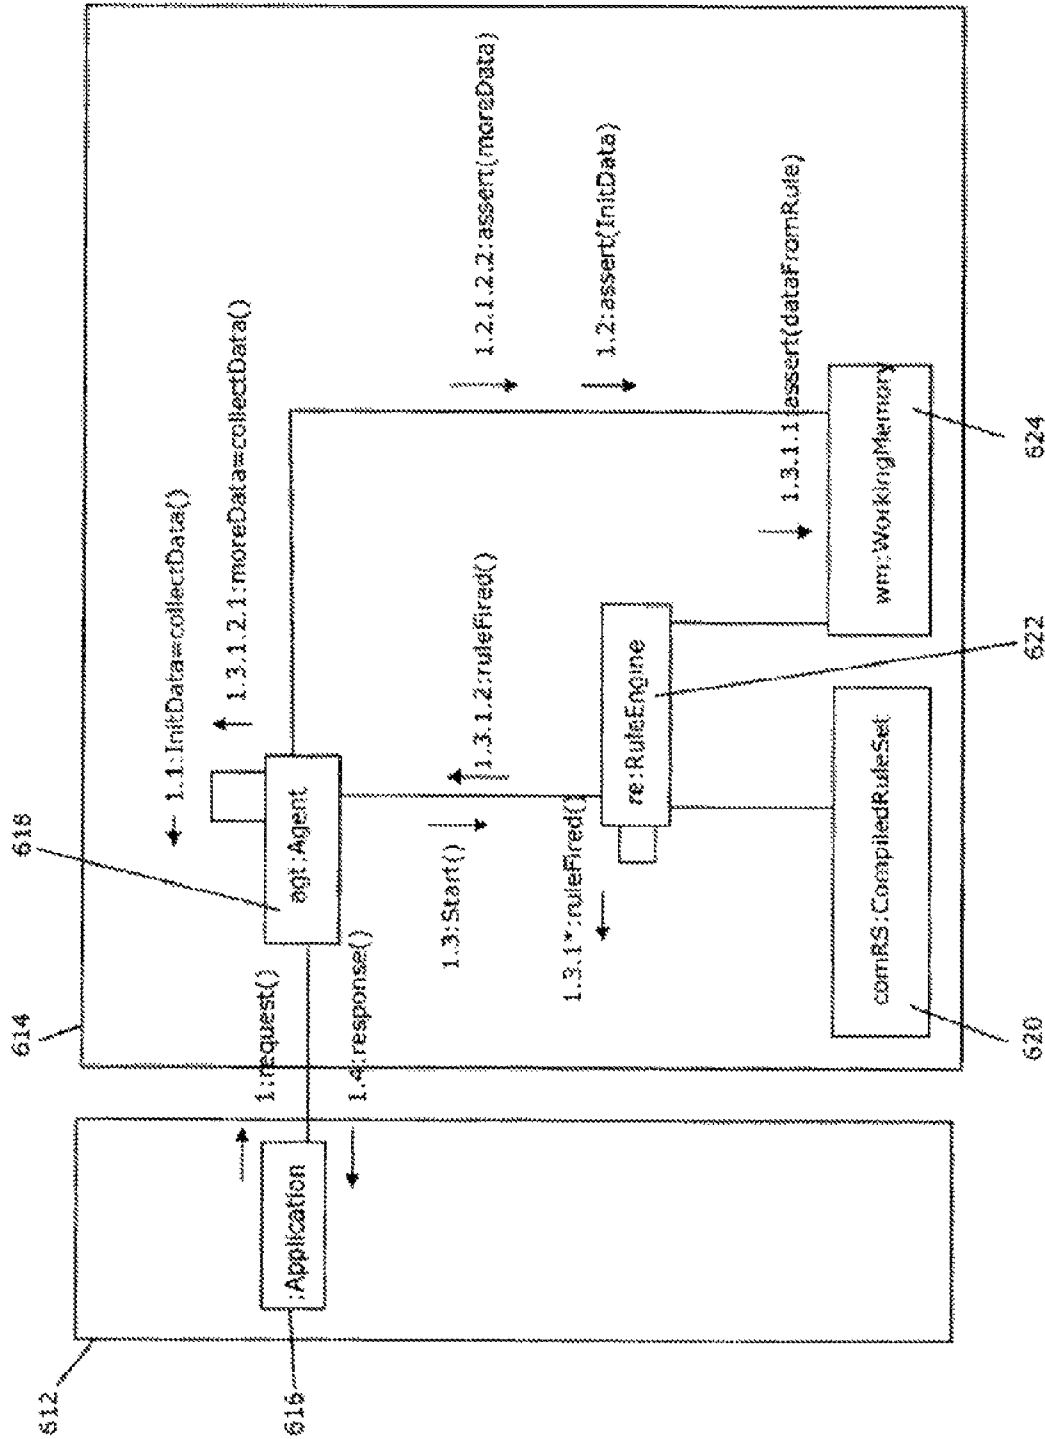 612
614
618
616
:Application
1:request()
1.4:response()
agt:Agent
1.1:InitData=collectData()
1.3.1.2.1:moreData=collectData()
1.3:Start()
1.3.1.2:ruleFired()
1.3.1*:ruleFired()
re:RuleEngine
1.2.1.2.2:assert(moreData)
1.2:assert(InitData)
1.3.1.1:assert(dataFromRule)
comRS:CompiledRuleSet
wm:WorkingMemory
620
622
624